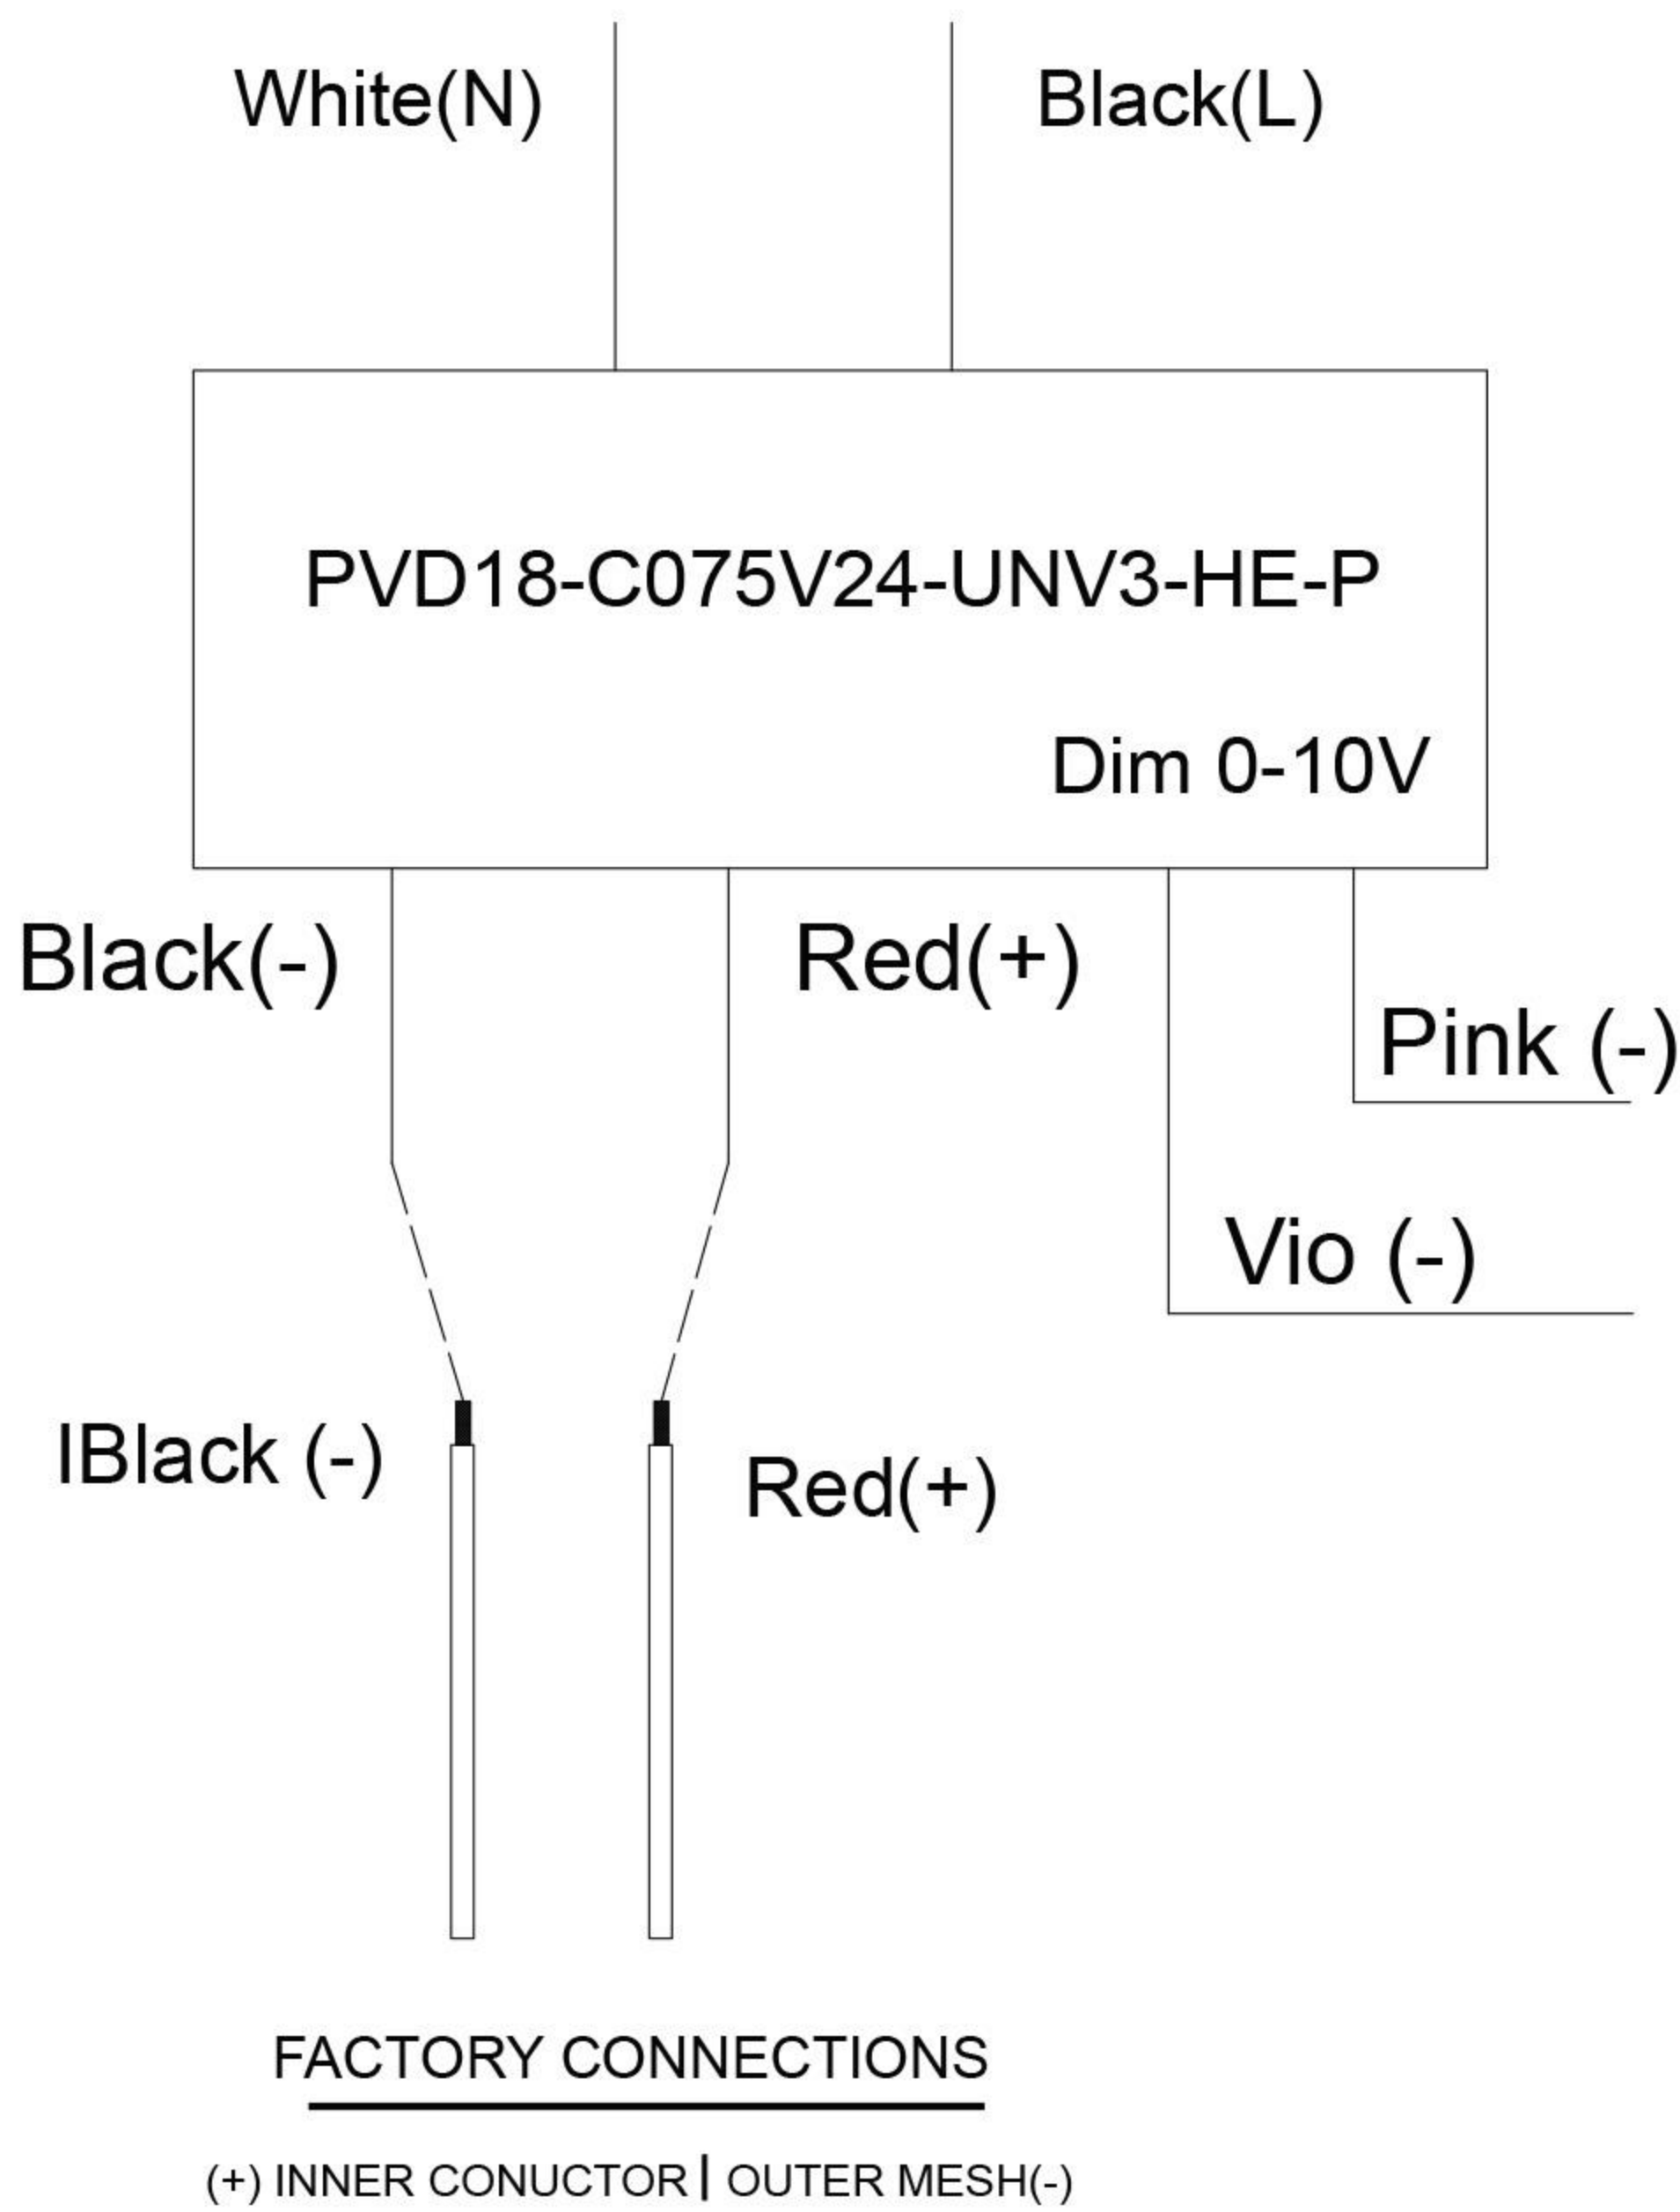 White(N)
Black(L)
PVD18-C075V24-UNV3-HE-P
Dim 0-10V
Black(-)
Red(+)
Pink (-)
Vio (-)
IBlack (-)
Red(+)
FACTORY CONNECTIONS
(+) INNER CONUCTOR | OUTER MESH(-)